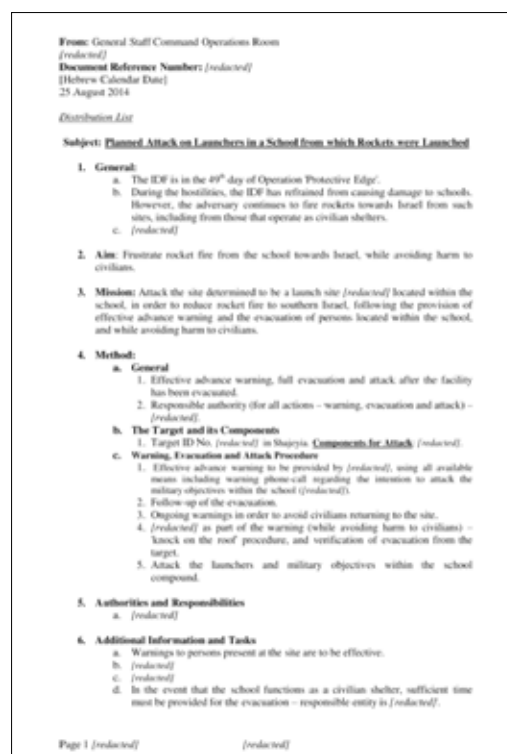 From: General Staff Command Operations Room
[redacted]
Document Reference Number: [redacted]
[Hebrew Calendar Date]
25 August 2014
Distribution List
Subject: Planned Attack on Launchers in a School from which Rockets were Launched
1. General:
a. The IDF is in the 49th day of Operation 'Protective Edge'.
b. During the hostilities, the IDF has refrained from causing damage to schools.
However, the adversary continues to fire rockets towards Israel from such
sites, including from those that operate as civilian shelters.
c. [redacted]
2. Aim: Frustrate rocket fire from the school towards Israel, while avoiding harm to
civilians.
3. Mission: Attack the site determined to be a launch site [redacted] located within the
school, in order to reduce rocket fire to southern Israel, following the provision of
effective advance warning and the evacuation of persons located within the school,
and while avoiding harm to civilians.
4. Method:
a. General
1. Effective advance warning, full evacuation and attack after the facility
has been evacuated.
2. Responsible authority (for all actions – warning, evacuation and attack) –
[redacted].
b. The Target and its Components
1. Target ID No. [redacted] in Shajeyia. Components for Attack: [redacted].
c. Warning, Evacuation and Attack Procedure
1. Effective advance warning to be provided by [redacted], using all available
means including warning phone-call regarding the intention to attack the
military objectives within the school ([redacted]).
2. Follow-up of the evacuation.
3. Ongoing warnings in order to avoid civilians returning to the site.
4. [redacted] as part of the warning (while avoiding harm to civilians) –
'knock on the roof' procedure, and verification of evacuation from the
target.
5. Attack the launchers and military objectives within the school
compound.
5. Authorities and Responsibilities
a. [redacted]
6. Additional Information and Tasks
a. Warnings to persons present at the site are to be effective.
b. [redacted]
c. [redacted]
d. In the event that the school functions as a civilian shelter, sufficient time
must be provided for the evacuation – responsible entity is [redacted].
Page 1 [redacted] [redacted]